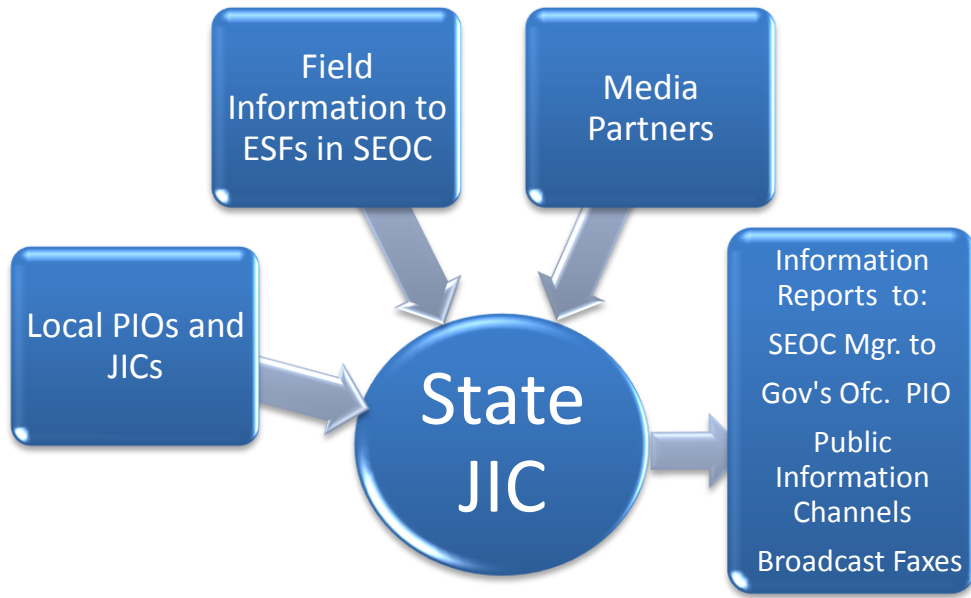 Field
Information to
ESFs in SEOC
Media
Partners
Local PIOs and
JICs
State
JIC
Information
Reports to:
SEOC Mgr. to
Gov's Ofc. PIO
Public
Information
Channels
Broadcast Faxes